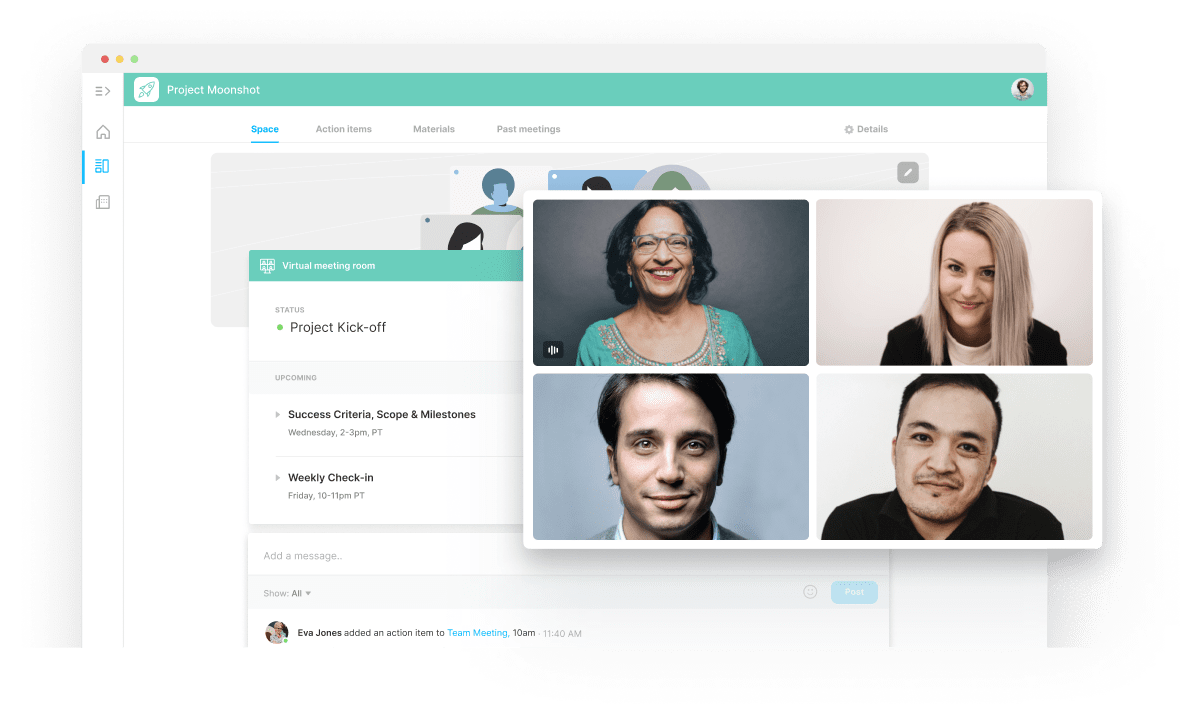 Project Moonshot
Space Action items Materials Past meetings Details
Virtual meeting room
STATUS
Project Kick-off
UPCOMING
Success Criteria, Scope & Milestones
Wednesday, 2-3pm, PT
Weekly Check-in
Friday, 10-11pm PT
Add a message..
Show: All
Post
Eva Jones added an action item to Team Meeting, 10am · 11:40 AM